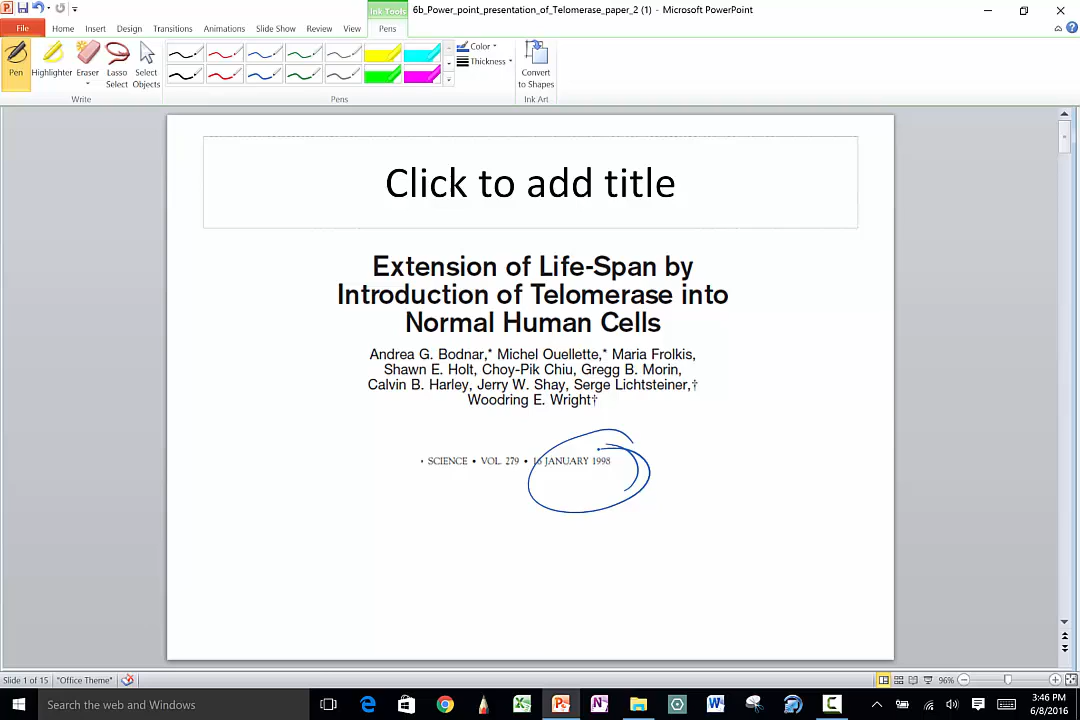 Ink Tools
6b_Power_point_presentation_of_Telomerase_paper_2 (1) - Microsoft PowerPoint
File Home Insert Design Transitions Animations Slide Show Review View Pens
Pen
Highlighter
Eraser
Lasso Select
Select Objects
Color
Thickness
Convert to Shapes
Write
Pens
Ink Art
Click to add title
Extension of Life-Span by
Introduction of Telomerase into
Normal Human Cells
Andrea G. Bodnar,* Michel Ouellette,* Maria Frolkis,
Shawn E. Holt, Choy-Pik Chiu, Gregg B. Morin,
Calvin B. Harley, Jerry W. Shay, Serge Lichtsteiner,†
Woodring E. Wright†
• SCIENCE • VOL. 279 • 16 JANUARY 1998
Slide 1 of 15 "Office Theme" 96%
Search the web and Windows
3:46 PM
6/8/2016